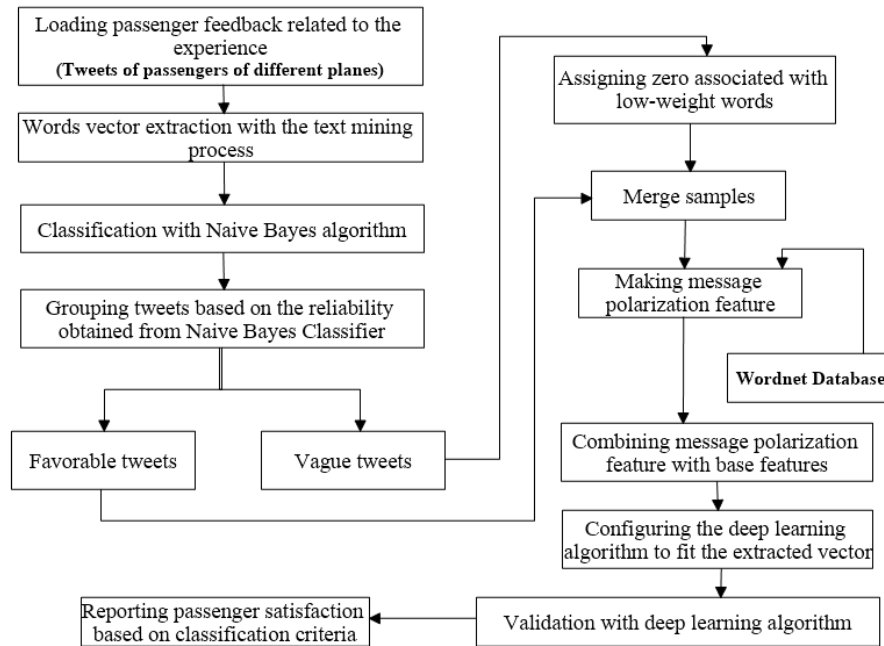 Loading passenger feedback related to the
experience
(Tweets of passengers of different planes)
Words vector extraction with the text mining
process
Classification with Naive Bayes algorithm
Grouping tweets based on the reliability
obtained from Naive Bayes Classifier
Favorable tweets
Vague tweets
Assigning zero associated with
low-weight words
Merge samples
Making message
polarization feature
Wordnet Database
Combining message polarization
feature with base features
Configuring the deep learning
algorithm to fit the extracted vector
Validation with deep learning algorithm
Reporting passenger satisfaction
based on classification criteria